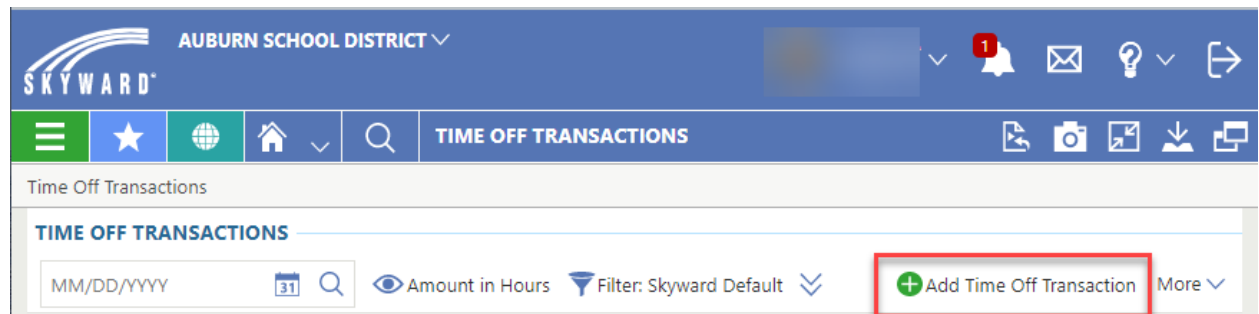 AUBURN SCHOOL DISTRICT
1
SKYWARD®
TIME OFF TRANSACTIONS
Time Off Transactions
TIME OFF TRANSACTIONS
MM/DD/YYYY 31 Amount in Hours Filter: Skyward Default Add Time Off Transaction More